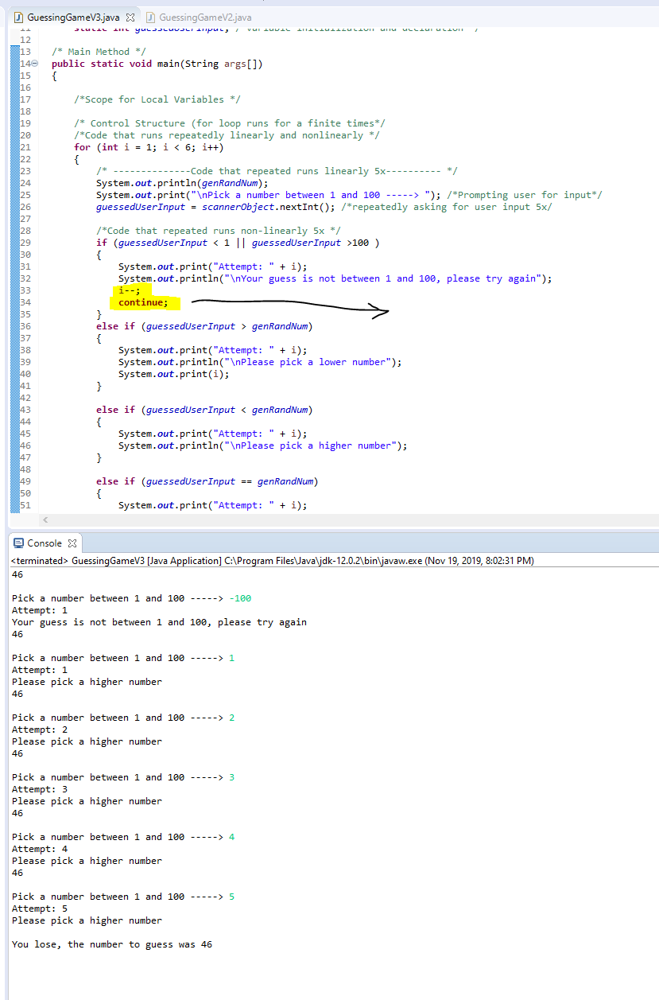 GuessingGameV3.java GuessingGameV2.java
11 static int guessedUserInput; / variable initialization and declaration /
12
13 /* Main Method */
14 public static void main(String args[])
15 {
16
17 /*Scope for Local Variables */
18
19 /* Control Structure (for loop runs for a finite times*/
20 /*Code that runs repeatedly linearly and nonlinearly */
21 for (int i = 1; i < 6; i++)
22 {
23 /* --------------Code that repeated runs linearly 5x---------- */
24 System.out.println(genRandNum);
25 System.out.print("\nPick a number between 1 and 100 -----> "); /*Prompting user for input*/
26 guessedUserInput = scannerObject.nextInt(); /*repeatedly asking for user input 5x/
27
28 /*Code that repeated runs non-linearly 5x */
29 if (guessedUserInput < 1 || guessedUserInput >100 )
30 {
31 System.out.print("Attempt: " + i);
32 System.out.println("\nYour guess is not between 1 and 100, please try again");
33 i--;
34 continue;
35 }
36 else if (guessedUserInput > genRandNum)
37 {
38 System.out.print("Attempt: " + i);
39 System.out.println("\nPlease pick a lower number");
40 System.out.print(i);
41 }
42
43 else if (guessedUserInput < genRandNum)
44 {
45 System.out.print("Attempt: " + i);
46 System.out.println("\nPlease pick a higher number");
47 }
48
49 else if (guessedUserInput == genRandNum)
50 {
51 System.out.print("Attempt: " + i);
Console
<terminated> GuessingGameV3 [Java Application] C:\Program Files\Java\jdk-12.0.2\bin\javaw.exe (Nov 19, 2019, 8:02:31 PM)
46
Pick a number between 1 and 100 -----> -100
Attempt: 1
Your guess is not between 1 and 100, please try again
46
Pick a number between 1 and 100 -----> 1
Attempt: 1
Please pick a higher number
46
Pick a number between 1 and 100 -----> 2
Attempt: 2
Please pick a higher number
46
Pick a number between 1 and 100 -----> 3
Attempt: 3
Please pick a higher number
46
Pick a number between 1 and 100 -----> 4
Attempt: 4
Please pick a higher number
46
Pick a number between 1 and 100 -----> 5
Attempt: 5
Please pick a higher number
You lose, the number to guess was 46